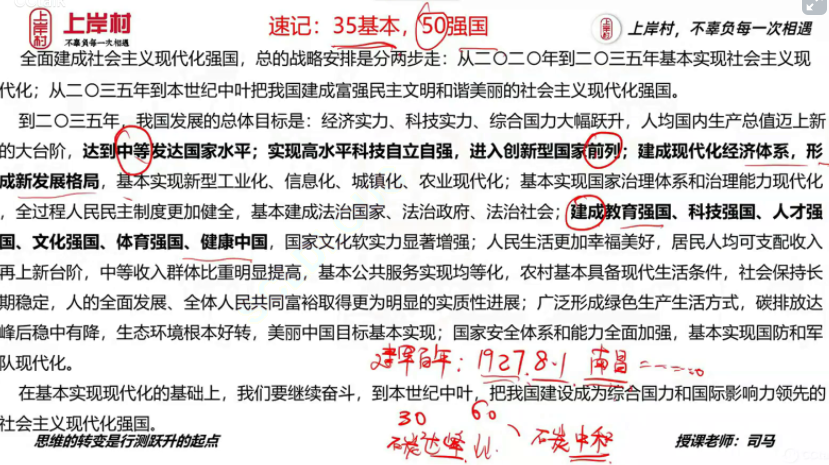 上岸村
不辜负每一次相遇
速记：35基本，50强国
上岸村，不辜负每一次相遇
全面建成社会主义现代化强国，总的战略安排是分两步走：从二〇二〇年到二〇三五年基本实现社会主义现
代化；从二〇三五年到本世纪中叶把我国建成富强民主文明和谐美丽的社会主义现代化强国。
到二〇三五年，我国发展的总体目标是：经济实力、科技实力、综合国力大幅跃升，人均国内生产总值迈上新
的大台阶，达到中等发达国家水平；实现高水平科技自立自强，进入创新型国家前列；建成现代化经济体系，形
成新发展格局，基本实现新型工业化、信息化、城镇化、农业现代化；基本实现国家治理体系和治理能力现代化
，全过程人民民主制度更加健全，基本建成法治国家、法治政府、法治社会；建成教育强国、科技强国、人才强
国、文化强国、体育强国、健康中国，国家文化软实力显著增强；人民生活更加幸福美好，居民人均可支配收入
再上新台阶，中等收入群体比重明显提高，基本公共服务实现均等化，农村基本具备现代生活条件，社会保持长
期稳定，人的全面发展、全体人民共同富裕取得更为明显的实质性进展；广泛形成绿色生产生活方式，碳排放达
峰后稳中有降，生态环境根本好转，美丽中国目标基本实现；国家安全体系和能力全面加强，基本实现国防和军
队现代化。
建军百年：1927.8.1 南昌
在基本实现现代化的基础上，我们要继续奋斗，到本世纪中叶，把我国建设成为综合国力和国际影响力领先的
社会主义现代化强国。
30 60
碳达峰 碳中和
思维的转变是行测跃升的起点
授课老师：司马